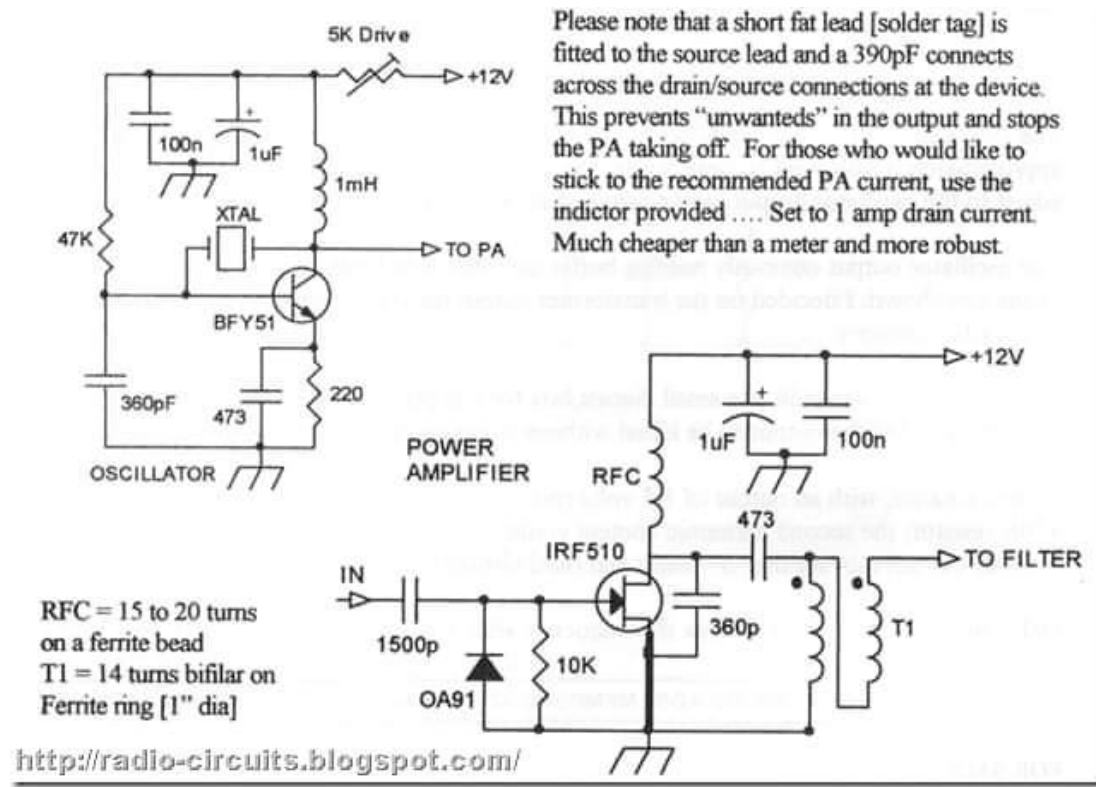 5K Drive
+12V
100n
+
1uF
1mH
XTAL
47K
TO PA
BFY51
360pF
473
220
OSCILLATOR
Please note that a short fat lead [solder tag] is
fitted to the source lead and a 390pF connects
across the drain/source connections at the device.
This prevents “unwanteds” in the output and stops
the PA taking off.  For those who would like to
stick to the recommended PA current, use the
indictor provided …. Set to 1 amp drain current.
Much cheaper than a meter and more robust.
+12V
+
1uF
100n
POWER
AMPLIFIER
RFC
473
IRF510
TO FILTER
IN
1500p
360p
T1
10K
OA91
RFC = 15 to 20 turns
on a ferrite bead
T1 = 14 turns bifilar on
Ferrite ring [1” dia]
http://radio-circuits.blogspot.com/